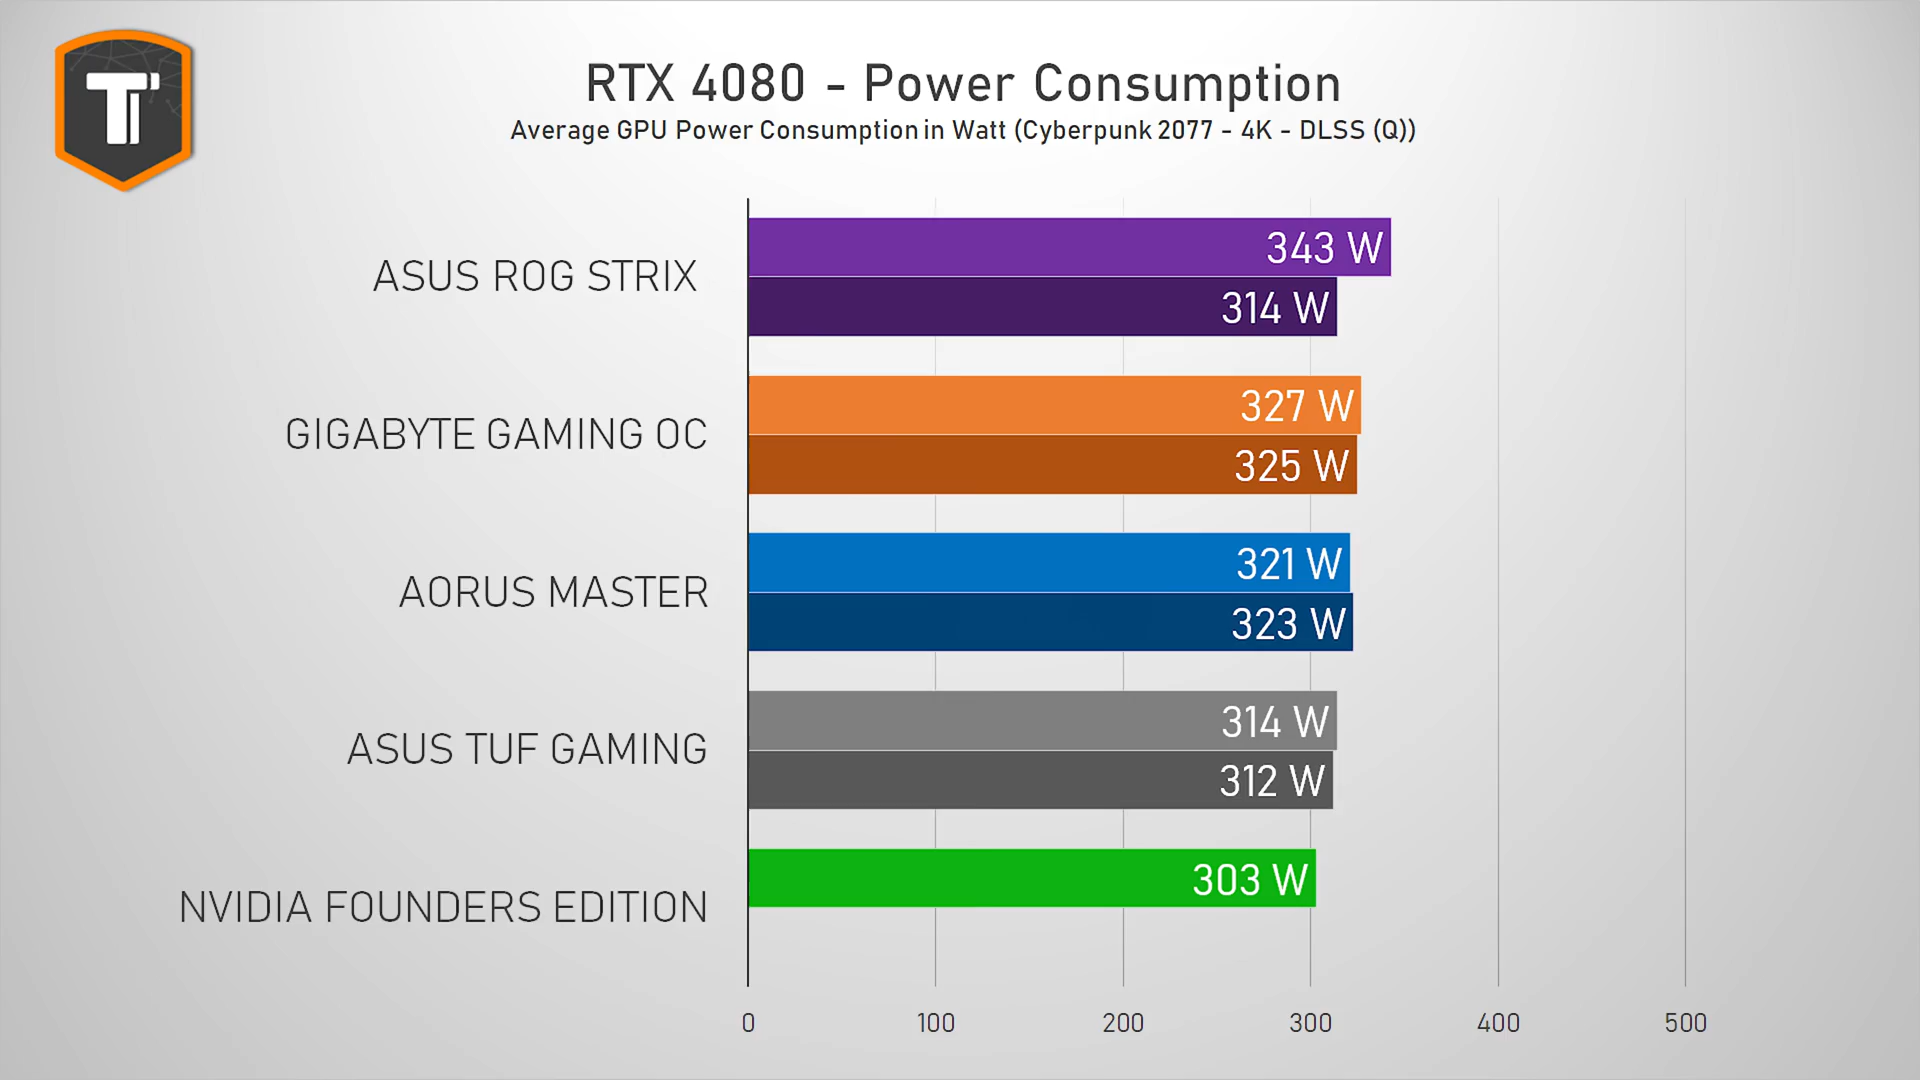 RTX 4080 - Power Consumption
Average GPU Power Consumption in Watt (Cyberpunk 2077 - 4K - DLSS (Q))
ASUS ROG STRIX
343 W
314 W
GIGABYTE GAMING OC
327 W
325 W
AORUS MASTER
321 W
323 W
ASUS TUF GAMING
314 W
312 W
NVIDIA FOUNDERS EDITION
303 W
0 100 200 300 400 500